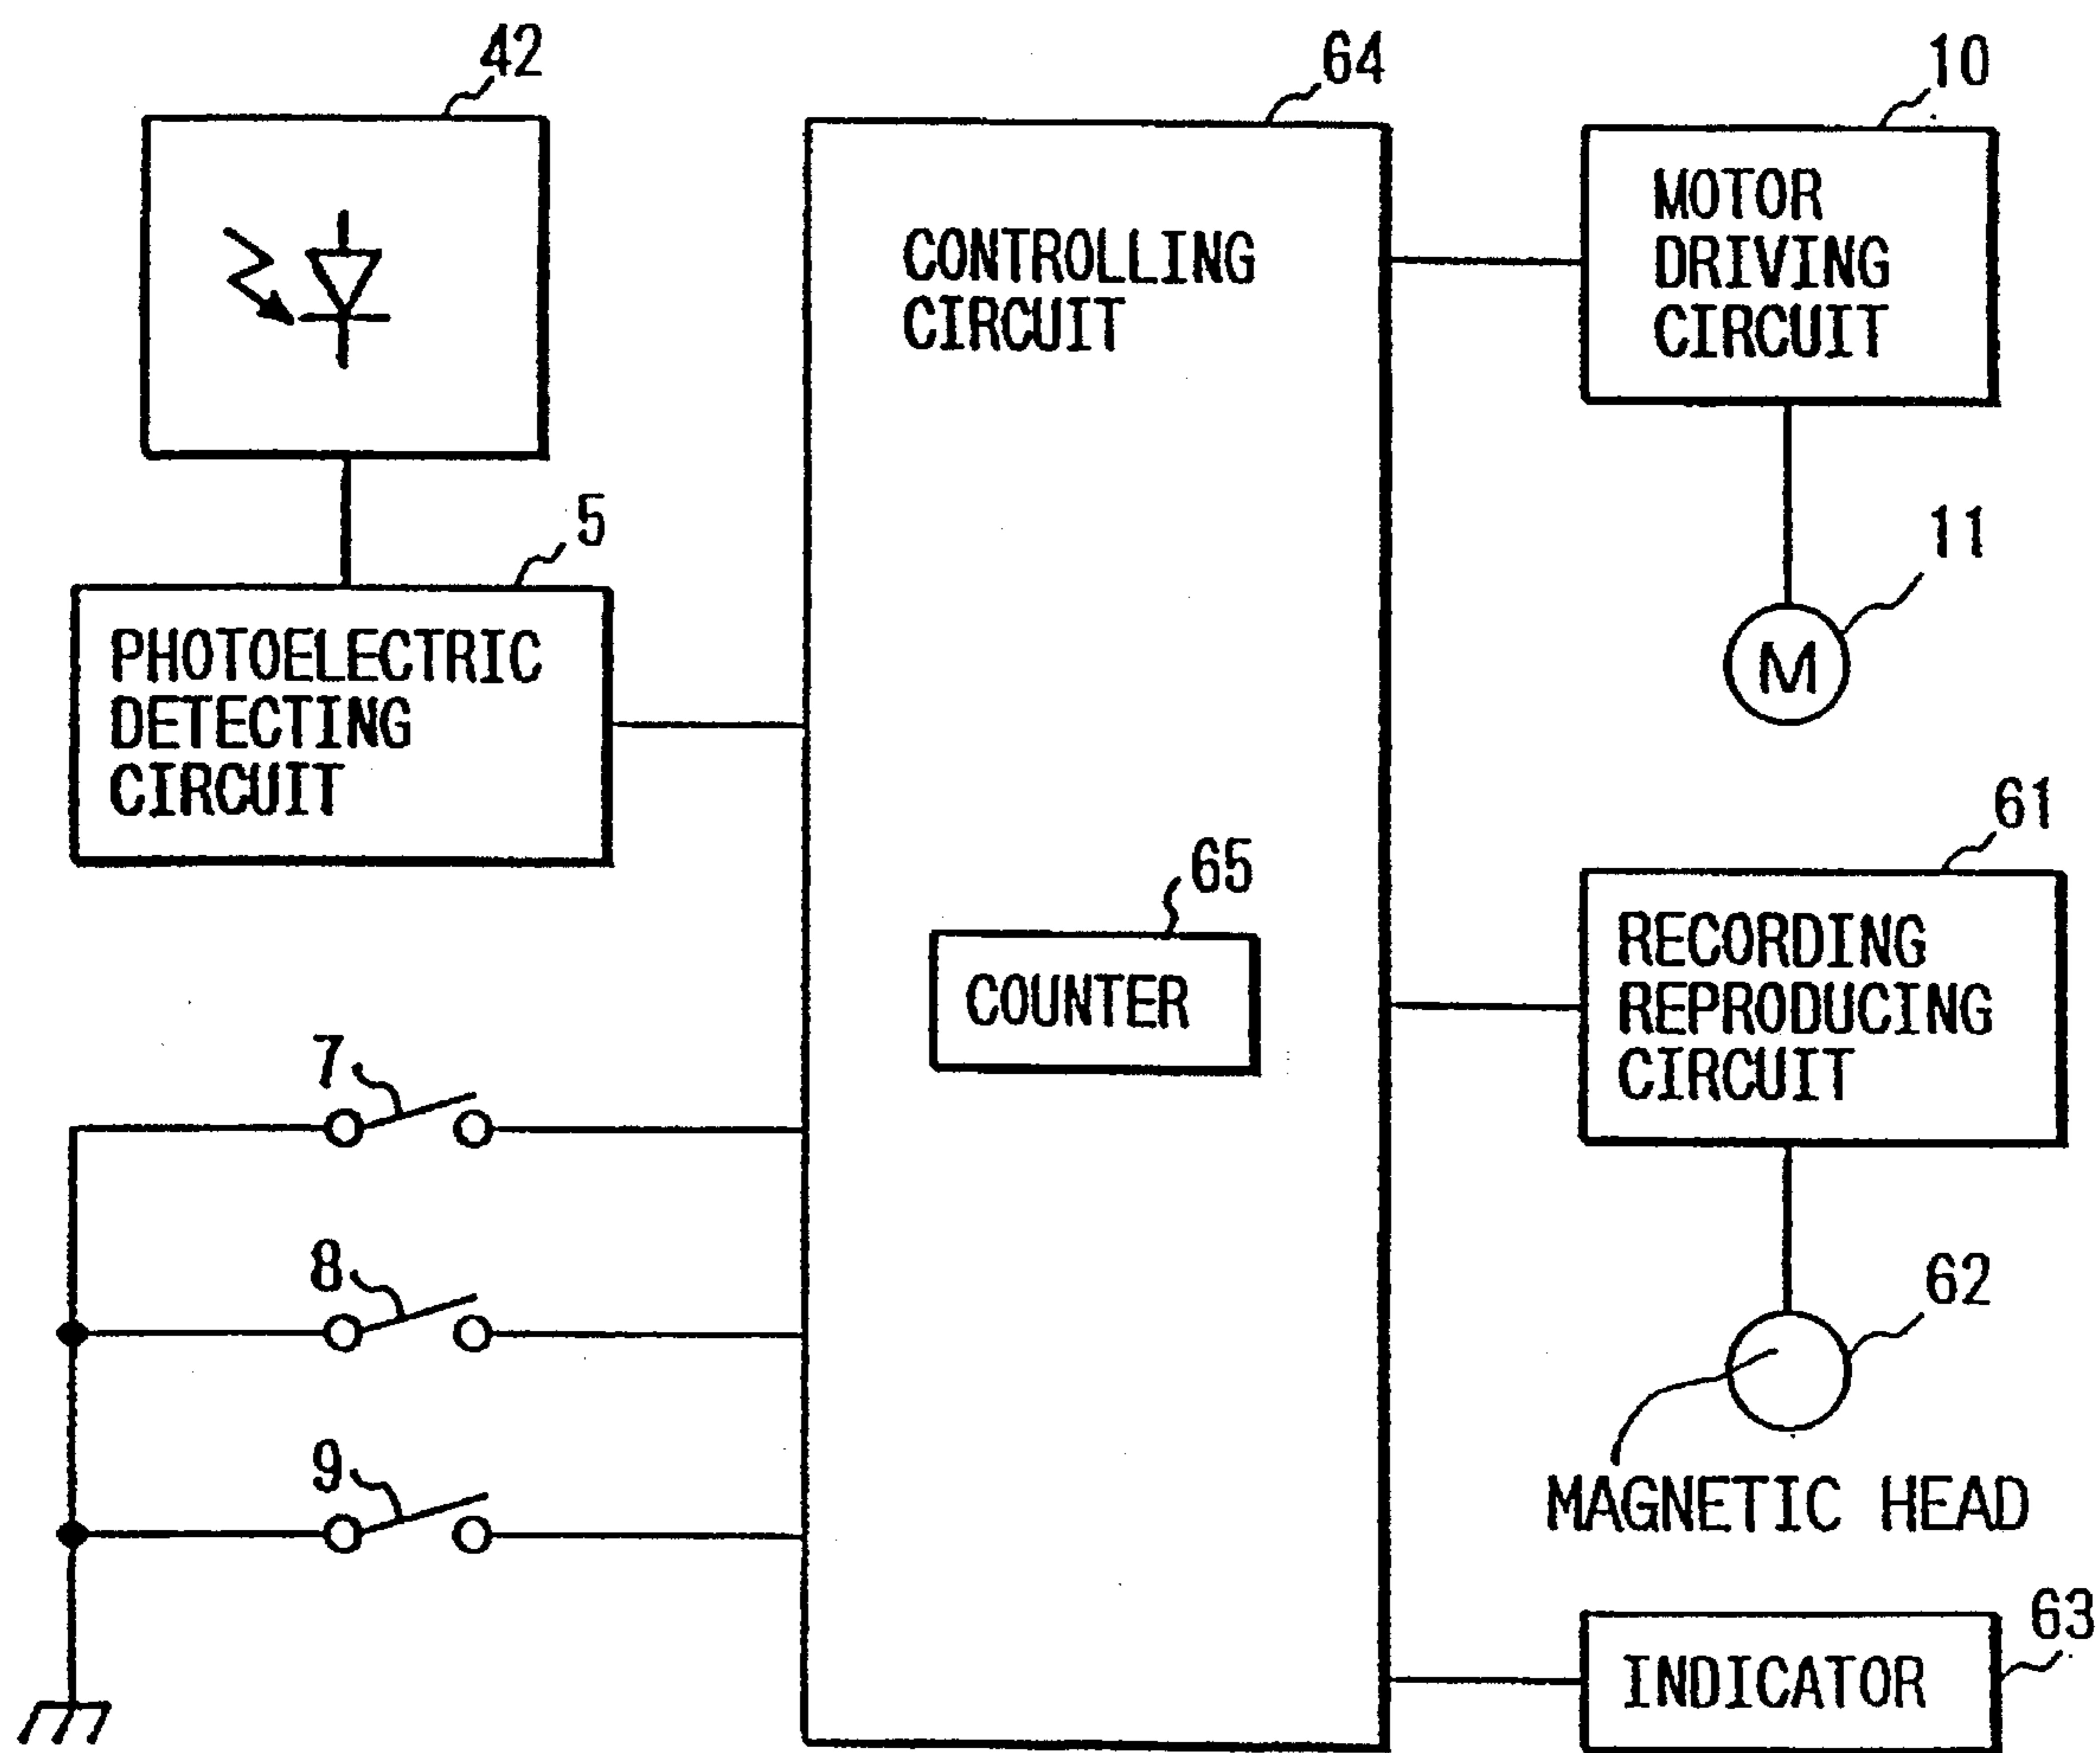 42
64
10
MOTOR
DRIVING
CIRCUIT
CONTROLLING
CIRCUIT
5
11
M
PHOTOELECTRIC
DETECTING
CIRCUIT
61
65
RECORDING
REPRODUCING
CIRCUIT
COUNTER
7
8
62
9
MAGNETIC HEAD
63
INDICATOR